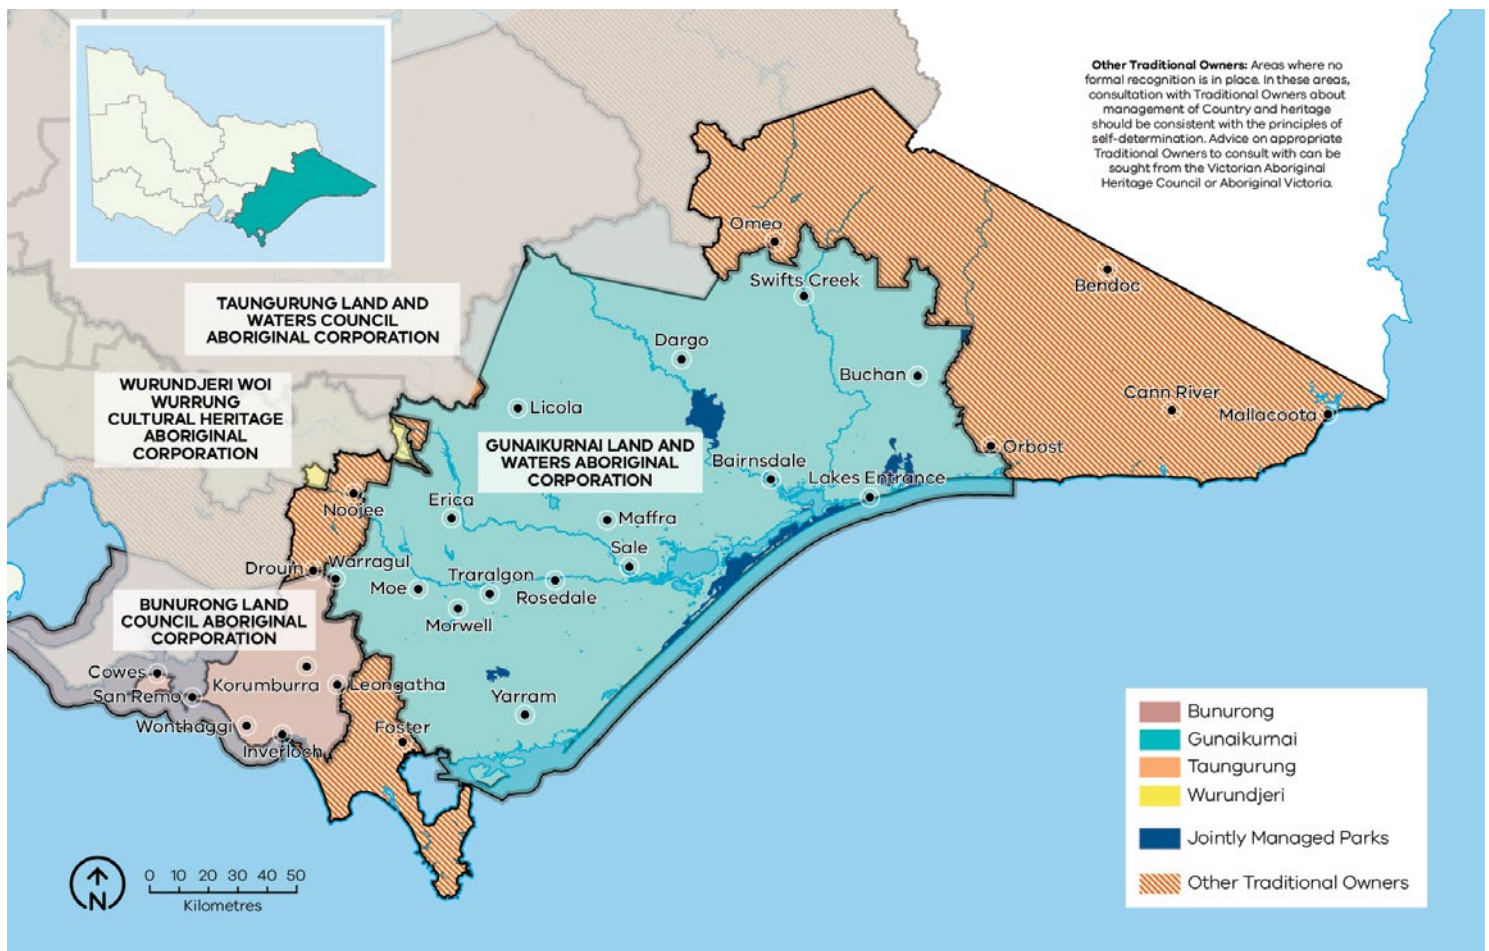 Other Traditional Owners: Areas where no
formal recognition is in place. In these areas,
consultation with Traditional Owners about
management of Country and heritage
should be consistent with the principles of
self-determination. Advice on appropriate
Traditional Owners to consult with can be
sought from the Victorian Aboriginal
Heritage Council or Aboriginal Victoria.
Omeo
Bendoc
Swifts Creek
TAUNGURUNG LAND AND
WATERS COUNCIL
ABORIGINAL CORPORATION
Dargo
Buchan
WURUNDJERI WOI
WURRUNG
CULTURAL HERITAGE
ABORIGINAL
CORPORATION
Licola
Cann River
Mallacoota
GUNAIKURNAI LAND AND
WATERS ABORIGINAL
CORPORATION
Orbost
Bairnsdale
Lakes Entrance
Erica
Noojee
Maffra
Sale
Drouin
Warragul
Moe
Traralgon
Rosedale
Morwell
BUNURONG LAND
COUNCIL ABORIGINAL
CORPORATION
Cowes
Korumburra
Leongatha
San Remo
Yarram
Wonthaggi
Foster
Inverloch
Bunurong
Gunaikurnai
Taungurung
Wurundjeri
Jointly Managed Parks
Other Traditional Owners
N
0 10 20 30 40 50
Kilometres